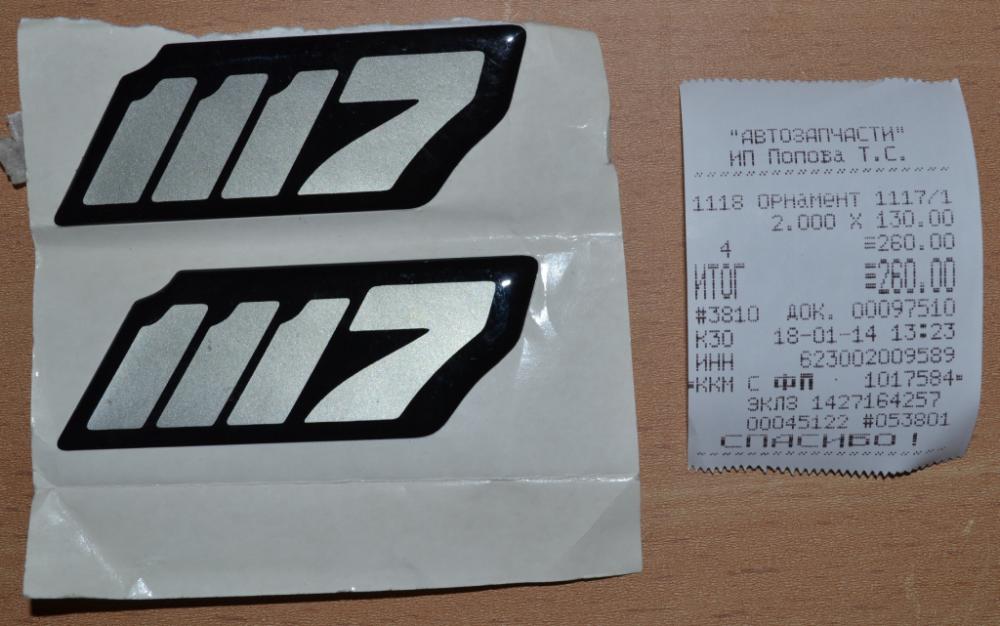 1117
1117
"АВТОЗАПЧАСТИ"
ИП Попова Т.С.
1118 Орнамент 1117/1
2.000 X 130.00
4 ≡260.00
ИТОГ ≡260.00
#3810 ДОК. 00097510
К30 18-01-14 13:23
ИНН 623002009589
ККМ С ФП 1017584
ЭКЛЗ 1427164257
00045122 #053801
СПАСИБО!